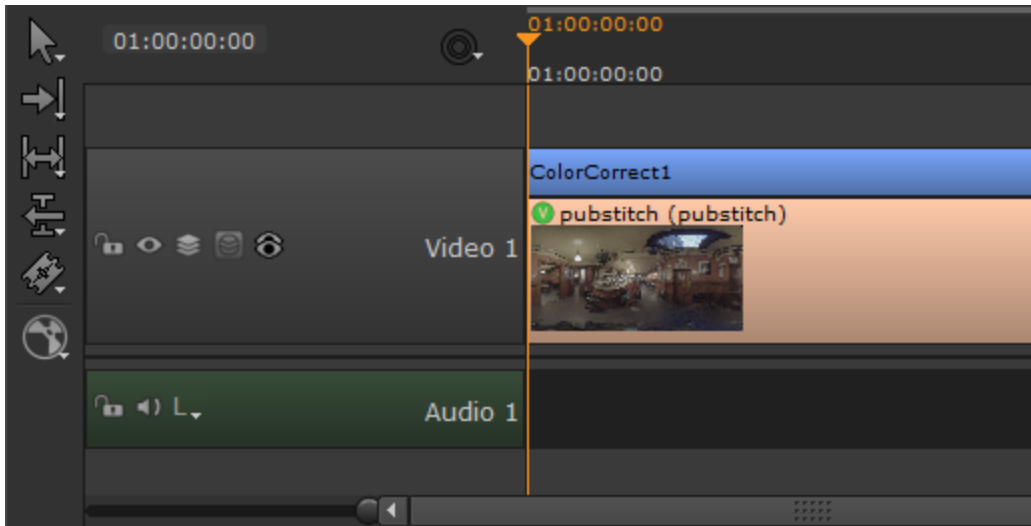 01:00:00:00
01:00:00:00
01:00:00:00
ColorCorrect1
V pubstitch (pubstitch)
Video 1
L
Audio 1